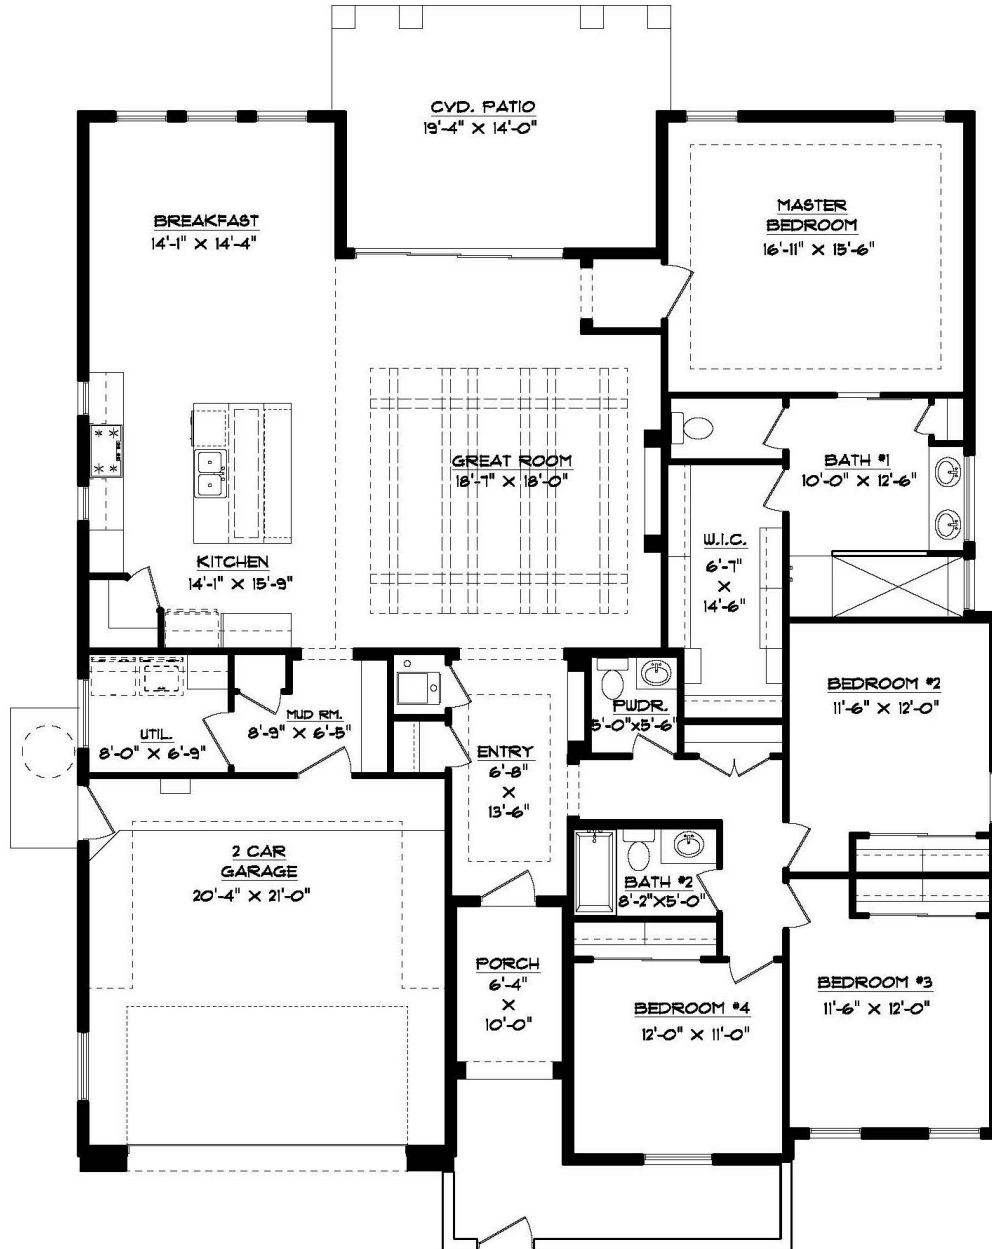 CVD. PATIO
19'-4" X 14'-0"
BREAKFAST
14'-1" X 14'-4"
MASTER
BEDROOM
16'-11" X 15'-6"
GREAT ROOM
18'-7" X 18'-0"
BATH #1
10'-0" X 12'-6"
W.I.C.
6'-7"
X
14'-6"
KITCHEN
14'-1" X 15'-9"
BEDROOM #2
11'-6" X 12'-0"
PWDR.
5'-0"X5'-6"
MUD RM.
8'-9" X 6'-5"
UTIL.
8'-0" X 6'-9"
ENTRY
6'-8"
X
13'-6"
2 CAR
GARAGE
20'-4" X 21'-0"
BATH #2
8'-2"X5'-0"
PORCH
6'-4"
X
10'-0"
BEDROOM #3
11'-6" X 12'-0"
BEDROOM #4
12'-0" X 11'-0"